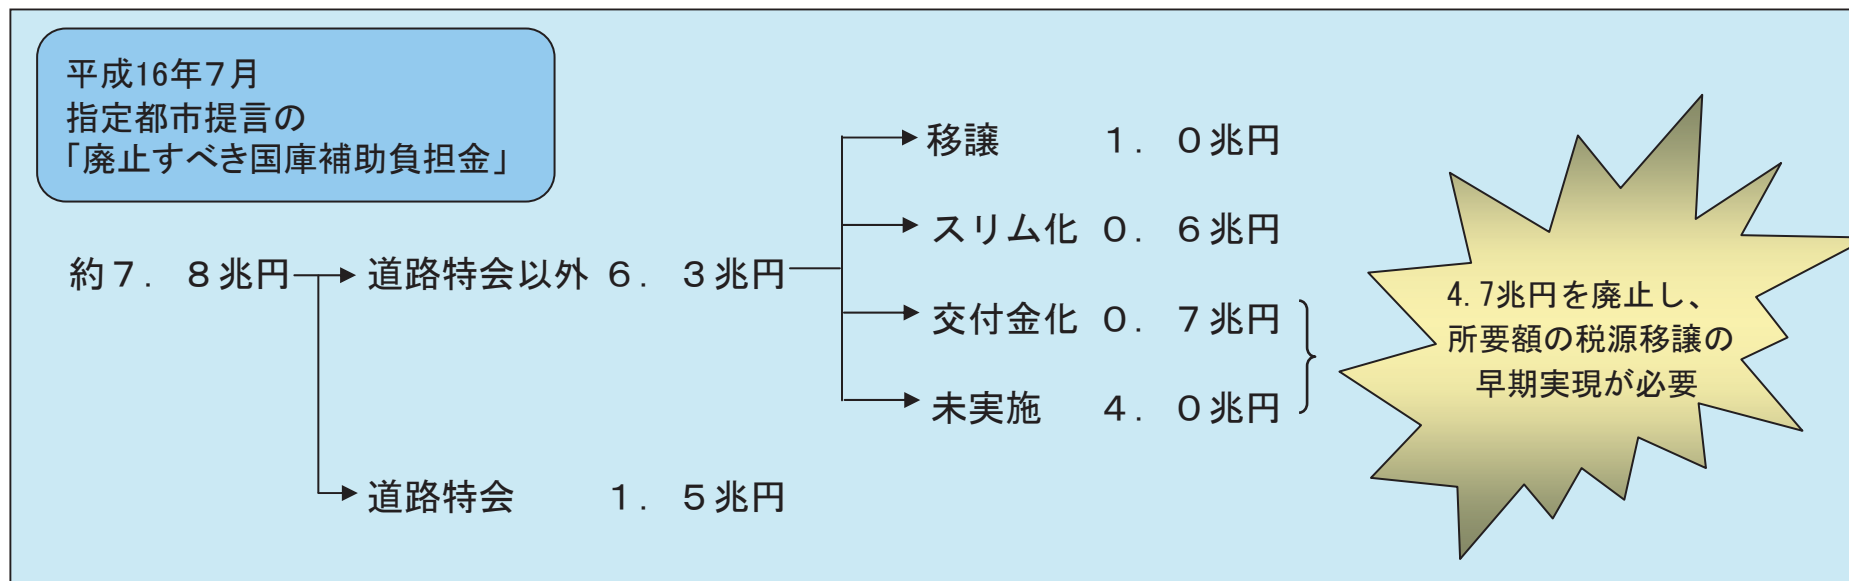 平成16年7月
指定都市提言の
「廃止すべき国庫補助負担金」
約7．8兆円
道路特会以外 6．3兆円
道路特会 1．5兆円
移譲 1．0兆円
スリム化 0．6兆円
交付金化 0．7兆円
未実施 4．0兆円
4.7兆円を廃止し、
所要額の税源移譲の
早期実現が必要